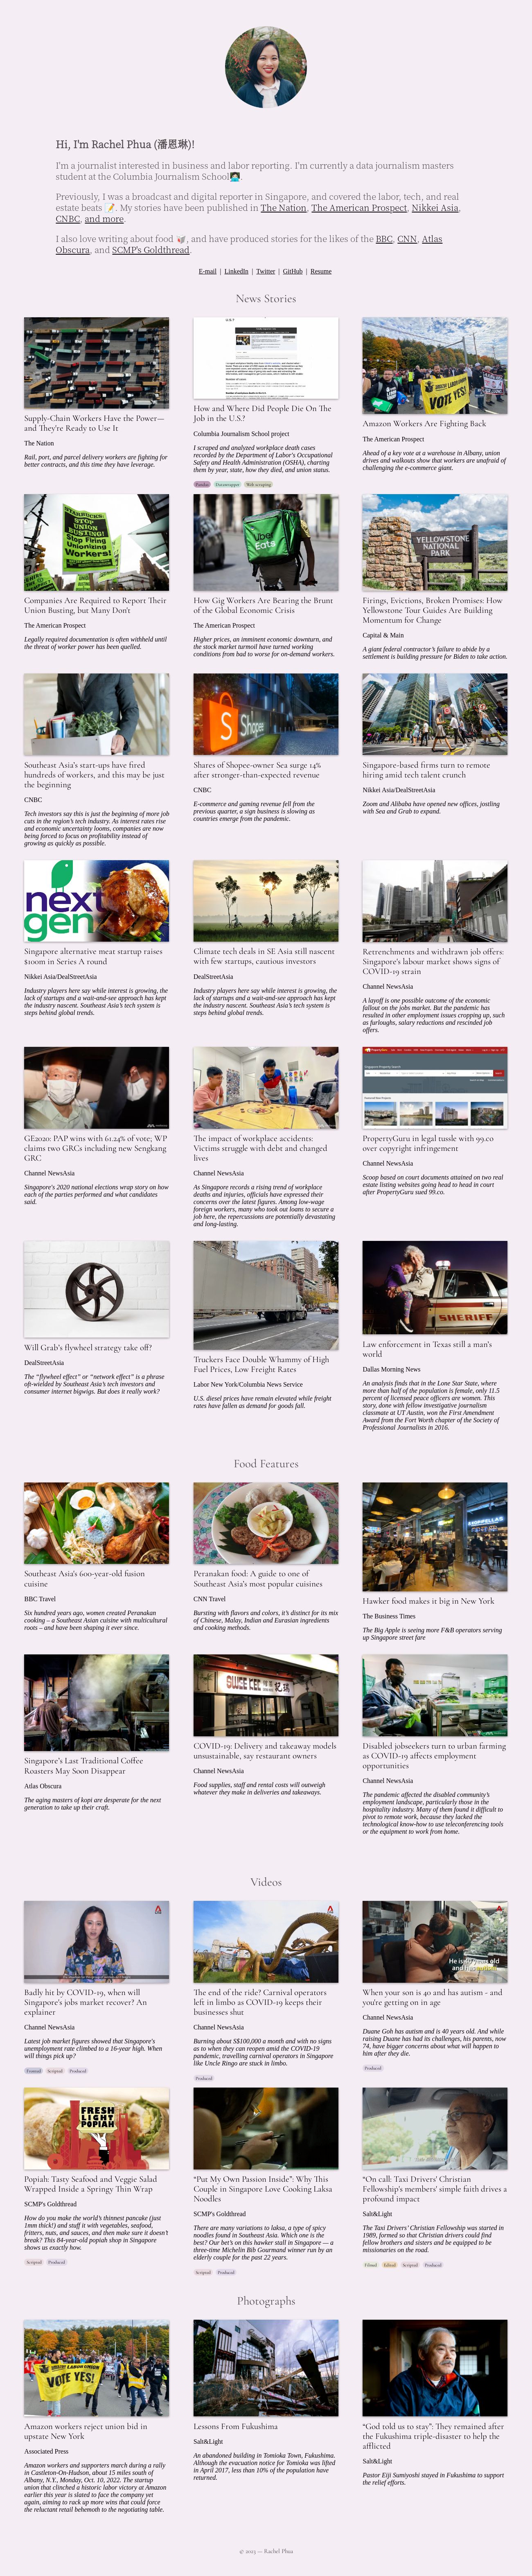 Hi, I'm Rachel Phua (潘恩琳)!
I'm a journalist interested in business and labor reporting. I'm currently a data journalism masters
student at the Columbia Journalism School👩🏻‍💻.
Previously, I was a broadcast and digital reporter in Singapore, and covered the labor, tech, and real
estate beats 📝. My stories have been published in The Nation, The American Prospect, Nikkei Asia,
CNBC, and more.
I also love writing about food 🥡, and have produced stories for the likes of the BBC, CNN, Atlas
Obscura, and SCMP's Goldthread.
E-mail | LinkedIn | Twitter | GitHub | Resume
News Stories
Supply-Chain Workers Have the Power—
and They're Ready to Use It
The Nation
Rail, port, and parcel delivery workers are fighting for
better contracts, and this time they have leverage.
How and Where Did People Die On The
Job in the U.S.?
Columbia Journalism School project
I scraped and analyzed workplace death cases
recorded by the Department of Labor's Occupational
Safety and Health Administration (OSHA), charting
them by year, state, how they died, and union status.
Pandas Datawrapper Web scraping
VOTE YES!
Amazon Workers Are Fighting Back
The American Prospect
Ahead of a key vote at a warehouse in Albany, union
drives and walkouts show that workers are unafraid of
challenging the e-commerce giant.
STARBUCKS:
STOP
UNION
BUSTING!
Stop Firing
Unionizing
Workers!
Companies Are Required to Report Their
Union Busting, but Many Don't
The American Prospect
Legally required documentation is often withheld until
the threat of worker power has been quelled.
Uber
Eats
How Gig Workers Are Bearing the Brunt
of the Global Economic Crisis
The American Prospect
Higher prices, an imminent economic downturn, and
the stock market turmoil have turned working
conditions from bad to worse for on-demand workers.
YELLOWSTONE
NATIONAL
PARK
Firings, Evictions, Broken Promises: How
Yellowstone Tour Guides Are Building
Momentum for Change
Capital & Main
A giant federal contractor's failure to abide by a
settlement is building pressure for Biden to take action.
Southeast Asia's start-ups have fired
hundreds of workers, and this may be just
the beginning
CNBC
Tech investors say this is just the beginning of more job
cuts in the region's tech industry. As interest rates rise
and economic uncertainty looms, companies are now
being forced to focus on profitability instead of
growing as quickly as possible.
Shopee
Shares of Shopee-owner Sea surge 14%
after stronger-than-expected revenue
CNBC
E-commerce and gaming revenue fell from the
previous quarter, a sign business is slowing as
countries emerge from the pandemic.
Singapore-based firms turn to remote
hiring amid tech talent crunch
Nikkei Asia/DealStreetAsia
Zoom and Alibaba have opened new offices, jostling
with Sea and Grab to expand.
next
gen
Singapore alternative meat startup raises
$100m in Series A round
Nikkei Asia/DealStreetAsia
Industry players here say while interest is growing, the
lack of startups and a wait-and-see approach has kept
the industry nascent. Southeast Asia's tech system is
steps behind global trends.
Climate tech deals in SE Asia still nascent
with few startups, cautious investors
DealStreetAsia
Industry players here say while interest is growing, the
lack of startups and a wait-and-see approach has kept
the industry nascent. Southeast Asia's tech system is
steps behind global trends.
Retrenchments and withdrawn job offers:
Singapore's labour market shows signs of
COVID-19 strain
Channel NewsAsia
A layoff is one possible outcome of the economic
fallout on the jobs market. But the pandemic has
resulted in other employment issues cropping up, such
as furloughs, salary reductions and rescinded job
offers.
GE2020: PAP wins with 61.24% of vote; WP
claims two GRCs including new Sengkang
GRC
Channel NewsAsia
Singapore's 2020 national elections wrap story on how
each of the parties performed and what candidates
said.
The impact of workplace accidents:
Victims struggle with debt and changed
lives
Channel NewsAsia
As Singapore records a rising trend of workplace
deaths and injuries, officials have expressed their
concerns over the latest figures. Among low-wage
foreign workers, many who took out loans to secure a
job here, the repercussions are potentially devastating
and long-lasting.
PropertyGuru in legal tussle with 99.co
over copyright infringement
Channel NewsAsia
Scoop based on court documents attained on two real
estate listing websites going head to head in court
after PropertyGuru sued 99.co.
Will Grab's flywheel strategy take off?
DealStreetAsia
The "flywheel effect" or "network effect" is a phrase
oft-wielded by Southeast Asia's tech investors and
consumer internet bigwigs. But does it really work?
Truckers Face Double Whammy of High
Fuel Prices, Low Freight Rates
Labor New York/Columbia News Service
U.S. diesel prices have remain elevated while freight
rates have fallen as demand for goods fall.
SHERIFF
Law enforcement in Texas still a man's
world
Dallas Morning News
An analysis finds that in the Lone Star State, where
more than half of the population is female, only 11.5
percent of licensed peace officers are women. This
story, done with fellow investigative journalism
classmate at UT Austin, won the First Amendment
Award from the Fort Worth chapter of the Society of
Professional Journalists in 2016.
Food Features
Southeast Asia's 600-year-old fusion
cuisine
BBC Travel
Six hundred years ago, women created Peranakan
cooking – a Southeast Asian cuisine with multicultural
roots – and have been shaping it ever since.
Peranakan food: A guide to one of
Southeast Asia's most popular cuisines
CNN Travel
Bursting with flavors and colors, it's distinct for its mix
of Chinese, Malay, Indian and Eurasian ingredients
and cooking methods.
Hawker food makes it big in New York
The Business Times
The Big Apple is seeing more F&B operators serving
up Singapore street fare
Singapore's Last Traditional Coffee
Roasters May Soon Disappear
Atlas Obscura
The aging masters of kopi are desperate for the next
generation to take up their craft.
SWEE KEE
COVID-19: Delivery and takeaway models
unsustainable, say restaurant owners
Channel NewsAsia
Food supplies, staff and rental costs will outweigh
whatever they make in deliveries and takeaways.
Disabled jobseekers turn to urban farming
as COVID-19 affects employment
opportunities
Channel NewsAsia
The pandemic affected the disabled community's
employment landscape, particularly those in the
hospitality industry. Many of them found it difficult to
pivot to remote work, because they lacked the
technological know-how to use teleconferencing tools
or the equipment to work from home.
Videos
Badly hit by COVID-19, when will
Singapore's jobs market recover? An
explainer
Channel NewsAsia
Latest job market figures showed that Singapore's
unemployment rate climbed to a 16-year high. When
will things pick up?
Fronted Scripted Produced
The end of the ride? Carnival operators
left in limbo as COVID-19 keeps their
businesses shut
Channel NewsAsia
Burning about S$100,000 a month and with no signs
as to when they can reopen amid the COVID-19
pandemic, travelling carnival operators in Singapore
like Uncle Ringo are stuck in limbo.
Produced
When your son is 40 and has autism - and
you're getting on in age
Channel NewsAsia
Duane Goh has autism and is 40 years old. And while
raising Duane has had its challenges, his parents, now
74, have bigger concerns about what will happen to
him after they die.
Produced
FRESH
LIGHT
POPIAH
Popiah: Tasty Seafood and Veggie Salad
Wrapped Inside a Springy Thin Wrap
SCMP's Goldthread
How do you make the world's thinnest pancake (just
1mm thick!) and stuff it with vegetables, seafood,
fritters, nuts, and sauces, and then make sure it doesn't
break? This 84-year-old popiah shop in Singapore
shows us exactly how.
Scripted Produced
"Put My Own Passion Inside": Why This
Couple in Singapore Love Cooking Laksa
Noodles
SCMP's Goldthread
There are many variations to laksa, a type of spicy
noodles found in Southeast Asia. Which one is the
best? Our bet's on this hawker stall in Singapore — a
three-time Michelin Bib Gourmand winner run by an
elderly couple for the past 22 years.
Scripted Produced
"On call: Taxi Drivers' Christian
Fellowship's members' simple faith drives a
profound impact
Salt&Light
The Taxi Drivers' Christian Fellowship was started in
1989, formed so that Christian drivers could find
fellow brothers and sisters and be equipped to be
missionaries on the road.
Filmed Edited Scripted Produced
Photographs
VOTE YES!
Amazon workers reject union bid in
upstate New York
Associated Press
Amazon workers and supporters march during a rally
in Castleton-On-Hudson, about 15 miles south of
Albany, N.Y., Monday, Oct. 10, 2022. The startup
union that clinched a historic labor victory at Amazon
earlier this year is slated to face the company yet
again, aiming to rack up more wins that could force
the reluctant retail behemoth to the negotiating table.
Lessons From Fukushima
Salt&Light
An abandoned building in Tomioka Town, Fukushima.
Although the evacuation notice for Tomioka was lifted
in April 2017, less than 10% of the population have
returned.
"God told us to stay": They remained after
the Fukushima triple-disaster to help the
afflicted
Salt&Light
Pastor Eiji Sumiyoshi stayed in Fukushima to support
the relief efforts.
© 2023 — Rachel Phua